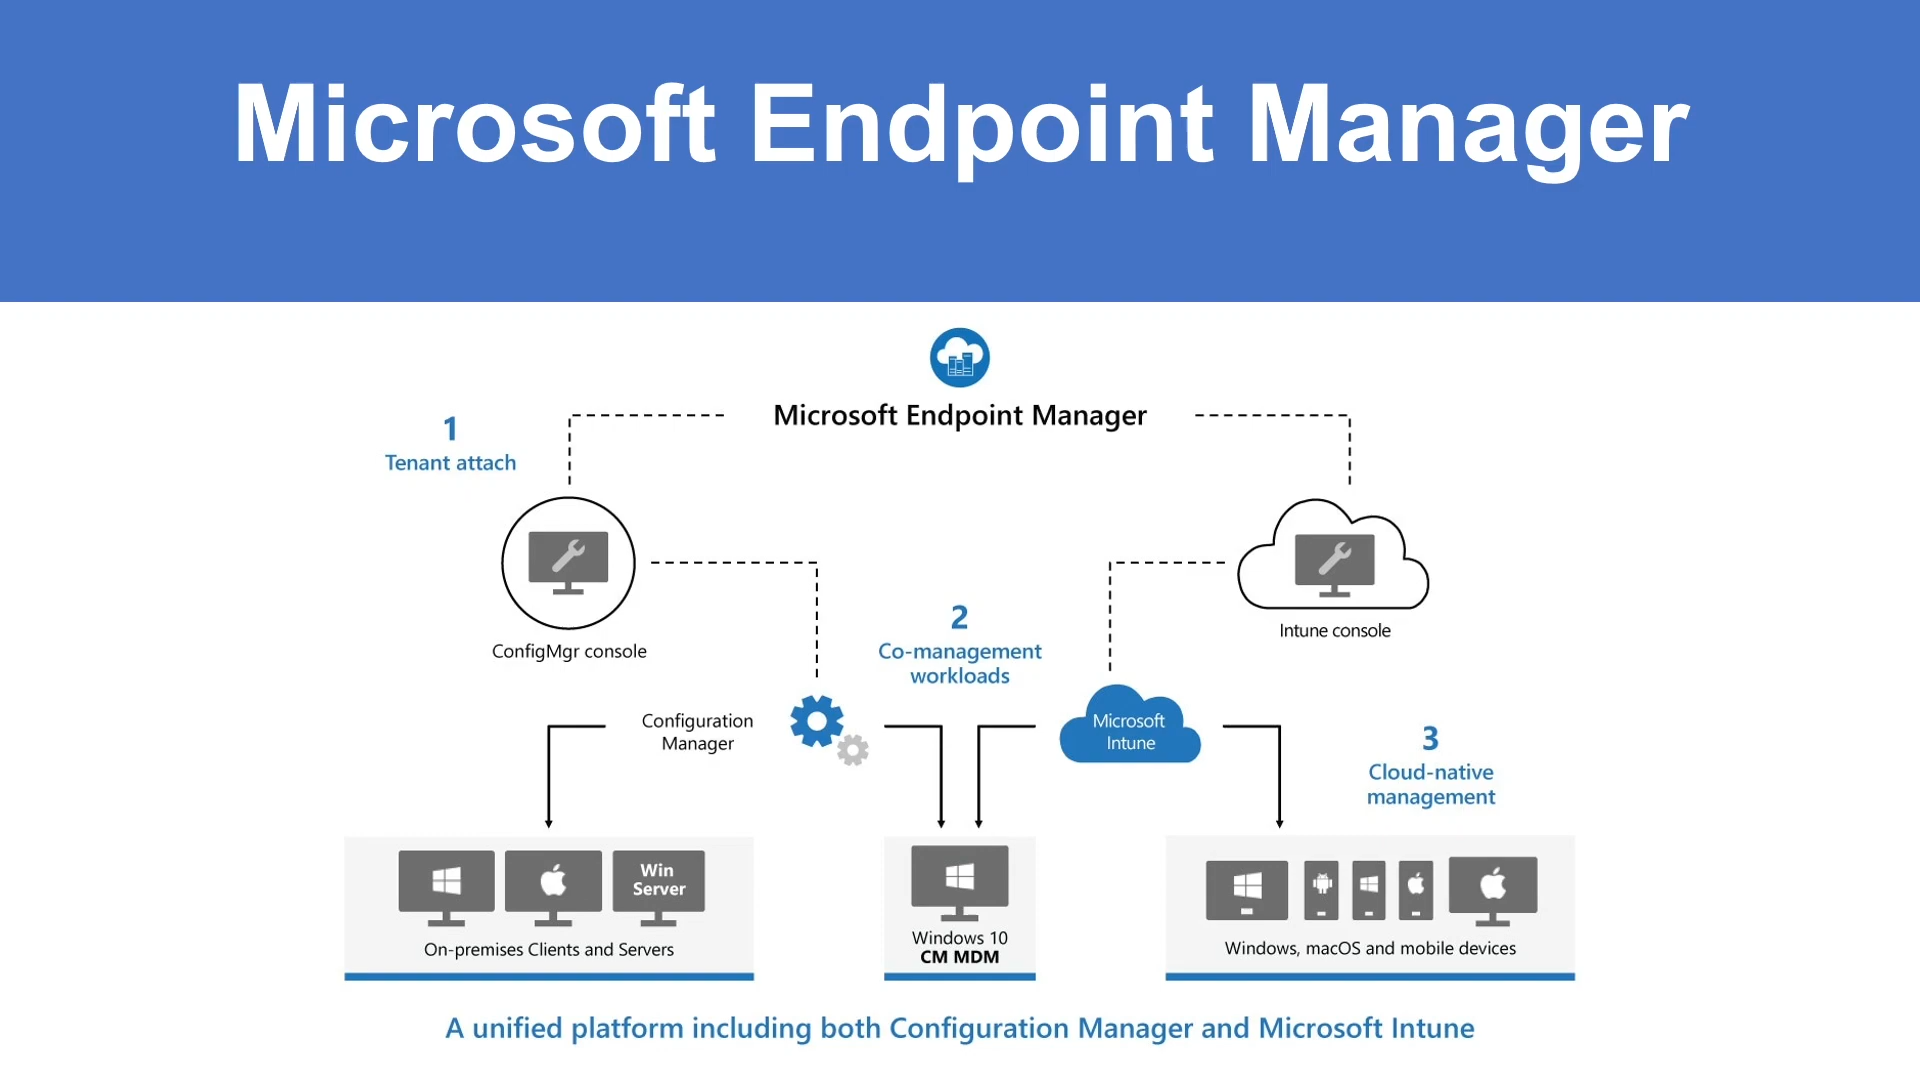 Microsoft Endpoint Manager
Microsoft Endpoint Manager
1
Tenant attach
ConfigMgr console
Intune console
2
Co-management
workloads
Configuration
Manager
Microsoft
Intune
3
Cloud-native
management
Win
Server
On-premises Clients and Servers
Windows 10
CM MDM
Windows, macOS and mobile devices
A unified platform including both Configuration Manager and Microsoft Intune